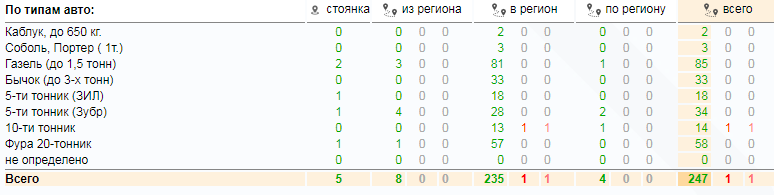 По типам авто: стоянка из региона в регион по региону всего
Каблук, до 650 кг. 0 0 0 0 2 0 0 0 0 0 2 0 0
Соболь, Портер ( 1т.) 0 0 0 0 3 0 0 0 0 0 3 0 0
Газель (до 1,5 тонн) 2 3 0 0 81 0 0 1 0 0 85 0 0
Бычок (до 3-х тонн) 0 0 0 0 33 0 0 0 0 0 33 0 0
5-ти тонник (ЗИЛ) 1 0 0 0 18 0 0 0 0 0 18 0 0
5-ти тонник (Зубр) 1 4 0 0 28 0 0 2 0 0 34 0 0
10-ти тонник 0 0 0 0 13 1 1 1 0 0 14 1 1
Фура 20-тонник 1 1 0 0 57 0 0 0 0 0 58 0 0
не определено 0 0 0 0 0 0 0 0 0 0 0 0 0
Всего 5 8 0 0 235 1 1 4 0 0 247 1 1